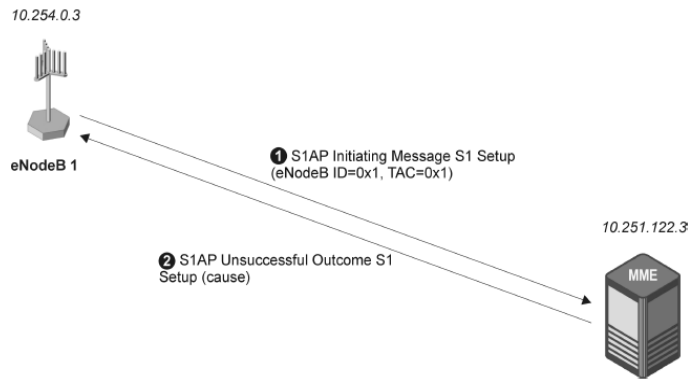 10.254.0.3
eNodeB 1
1 S1AP Initiating Message S1 Setup
(eNodeB ID=0x1, TAC=0x1)
10.251.122.3
2 S1AP Unsuccessful Outcome S1
Setup (cause)
MME